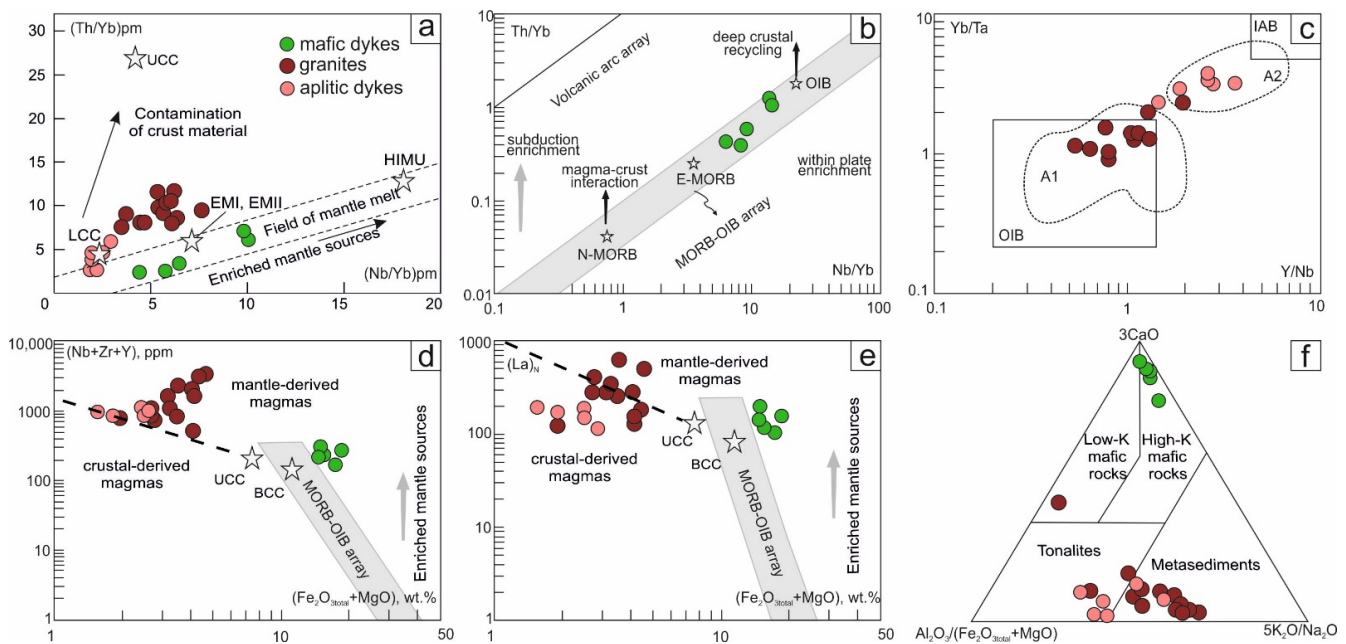 (Th/Yb)pm
a
30
25
20
15
10
5
0
5
10
15
20
mafic dykes
granites
aplitic dykes
UCC
Contamination
of crust material
HIMU
EMI, EMII
Field of mantle melt
LCC
Enriched mantle sources
(Nb/Yb)pm
10
Th/Yb
b
deep crustal
recycling
Volcanic arc array
OIB
1
subduction
enrichment
magma-crust
interaction
E-MORB
within plate
enrichment
0.1
N-MORB
MORB-OIB array
Nb/Yb
0.01
0.1
1
10
100
10
Yb/Ta
IAB
c
A2
1
A1
OIB
Y/Nb
0.1
0.1
1
10
10,000
(Nb+Zr+Y), ppm
d
mantle-derived
magmas
1000
crustal-derived
magmas
UCC
BCC
100
MORB-OIB array
Enriched mantle sources
10
(Fe2O3total+MgO), wt.%
1
1
10
50
1000
(La)N
e
mantle-derived
magmas
UCC
BCC
100
crustal-derived
magmas
MORB-OIB array
Enriched mantle sources
10
(Fe2O3total+MgO), wt.%
1
1
10
50
3CaO
f
Low-K
mafic
rocks
High-K
mafic
rocks
Tonalites
Metasediments
Al2O3/(Fe2O3total+MgO)
5K2O/Na2O